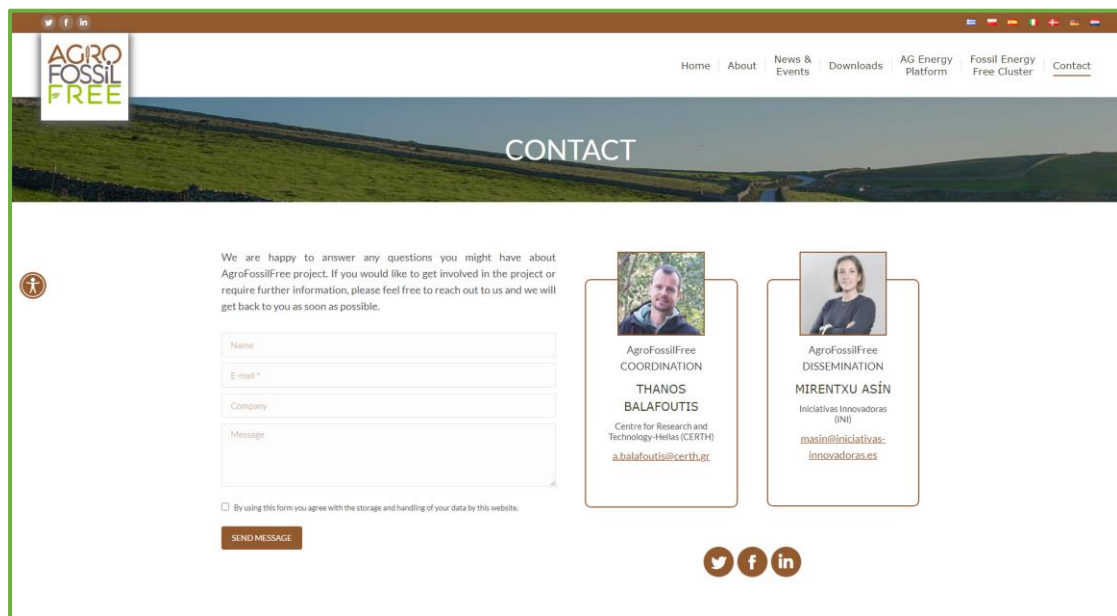 AGRO
FOSSIL
FREE
Home
About
News &
Events
Downloads
AG Energy
Platform
Fossil Energy
Free Cluster
Contact
CONTACT
We are happy to answer any questions you might have about
AgroFossilFree project. If you would like to get involved in the project or
require further information, please feel free to reach out to us and we will
get back to you as soon as possible.
Name
E-mail *
Company
Message
By using this form you agree with the storage and handling of your data by this website.
SEND MESSAGE
AgroFossilFree
COORDINATION
THANOS
BALAFOUTIS
Centre for Research and
Technology-Hellas (CERTH)
a.balafoutis@certh.gr
AgroFossilFree
DISSEMINATION
MIRENTXU ASÍN
Iniciativas Innovadoras
(INI)
masin@iniciativas-
innovadoras.es